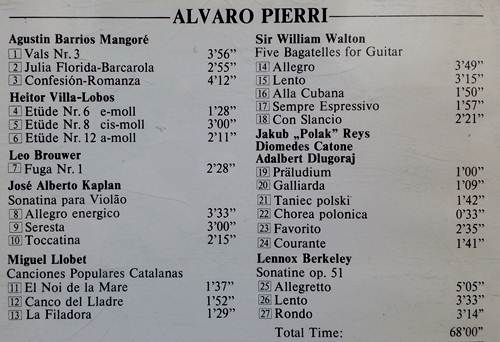 ALVARO PIERRI
Agustin Barrios Mangoré
1 Vals Nr. 3 3'56"
2 Julia Florida-Barcarola 2'55"
3 Confesión-Romanza 4'12"
Heitor Villa-Lobos
4 Etüde Nr. 6 e-moll 1'28"
5 Etüde Nr. 8 cis-moll 3'00"
6 Etüde Nr. 12 a-moll 2'11"
Leo Brouwer
7 Fuga Nr. 1 2'28"
José Alberto Kaplan
Sonatina para Violão
8 Allegro energico 3'33"
9 Seresta 3'00"
10 Toccatina 2'15"
Miguel Llobet
Canciones Populares Catalanas
11 El Noi de la Mare 1'37"
12 Canco del Lladre 1'52"
13 La Filadora 1'29"
Sir William Walton
Five Bagatelles for Guitar
14 Allegro 3'49"
15 Lento 3'15"
16 Alla Cubana 1'50"
17 Sempre Espressivo 1'57"
18 Con Slancio 2'21"
Jakub „Polak" Reys
Diomedes Catone
Adalbert Dlugoraj
19 Präludium 1'00"
20 Galliarda 1'09"
21 Taniec polski 1'42"
22 Chorea polonica 0'33"
23 Favorito 2'35"
24 Courante 1'41"
Lennox Berkeley
Sonatine op. 51
25 Allegretto 5'05"
26 Lento 3'33"
27 Rondo 3'14"
Total Time: 68'00"